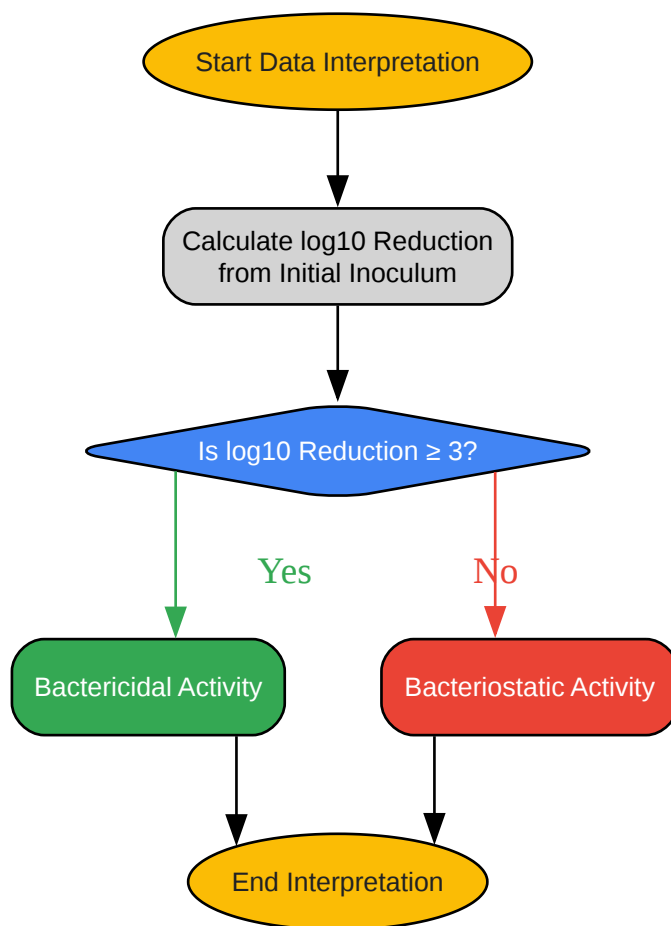 Start Data Interpretation
Calculate log10 Reduction
from Initial Inoculum
Is log10 Reduction ≥ 3?
Yes
No
Bactericidal Activity
Bacteriostatic Activity
End Interpretation